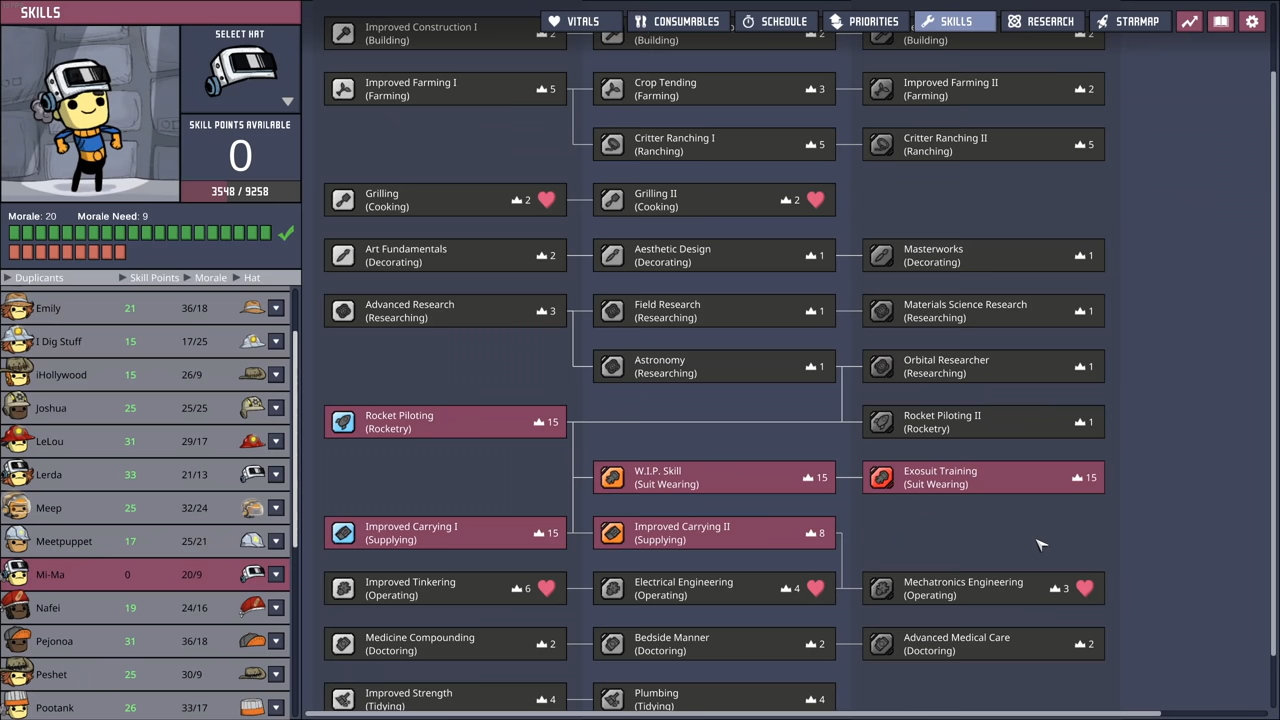 SKILLS
VITALS
CONSUMABLES
SCHEDULE
PRIORITIES
SKILLS
RESEARCH
STARMAP
SELECT HAT
SKILL POINTS AVAILABLE
0
3548 / 9258
Morale: 20 Morale Need: 9
Duplicants Skill Points Morale Hat
Emily 21 36/18
I Dig Stuff 15 17/25
iHollywood 15 26/9
Joshua 25 25/25
LeLou 31 29/17
Lerda 33 21/13
Meep 25 32/24
Meetpuppet 17 25/21
Mi-Ma 0 20/9
Nafei 19 24/16
Pejonoa 31 36/18
Peshet 25 30/9
Pootank 26 33/17
Improved Construction I
(Building)
2
(Building)
2
(Building)
2
Improved Farming I
(Farming)
5
Crop Tending
(Farming)
3
Improved Farming II
(Farming)
2
Critter Ranching I
(Ranching)
5
Critter Ranching II
(Ranching)
5
Grilling
(Cooking)
2
Grilling II
(Cooking)
2
Art Fundamentals
(Decorating)
2
Aesthetic Design
(Decorating)
1
Masterworks
(Decorating)
1
Advanced Research
(Researching)
3
Field Research
(Researching)
1
Materials Science Research
(Researching)
1
Astronomy
(Researching)
1
Orbital Researcher
(Researching)
1
Rocket Piloting
(Rocketry)
15
Rocket Piloting II
(Rocketry)
1
W.I.P. Skill
(Suit Wearing)
15
Exosuit Training
(Suit Wearing)
15
Improved Carrying I
(Supplying)
15
Improved Carrying II
(Supplying)
8
Improved Tinkering
(Operating)
6
Electrical Engineering
(Operating)
4
Mechatronics Engineering
(Operating)
3
Medicine Compounding
(Doctoring)
2
Bedside Manner
(Doctoring)
2
Advanced Medical Care
(Doctoring)
2
Improved Strength
(Tidying)
4
Plumbing
(Tidying)
4